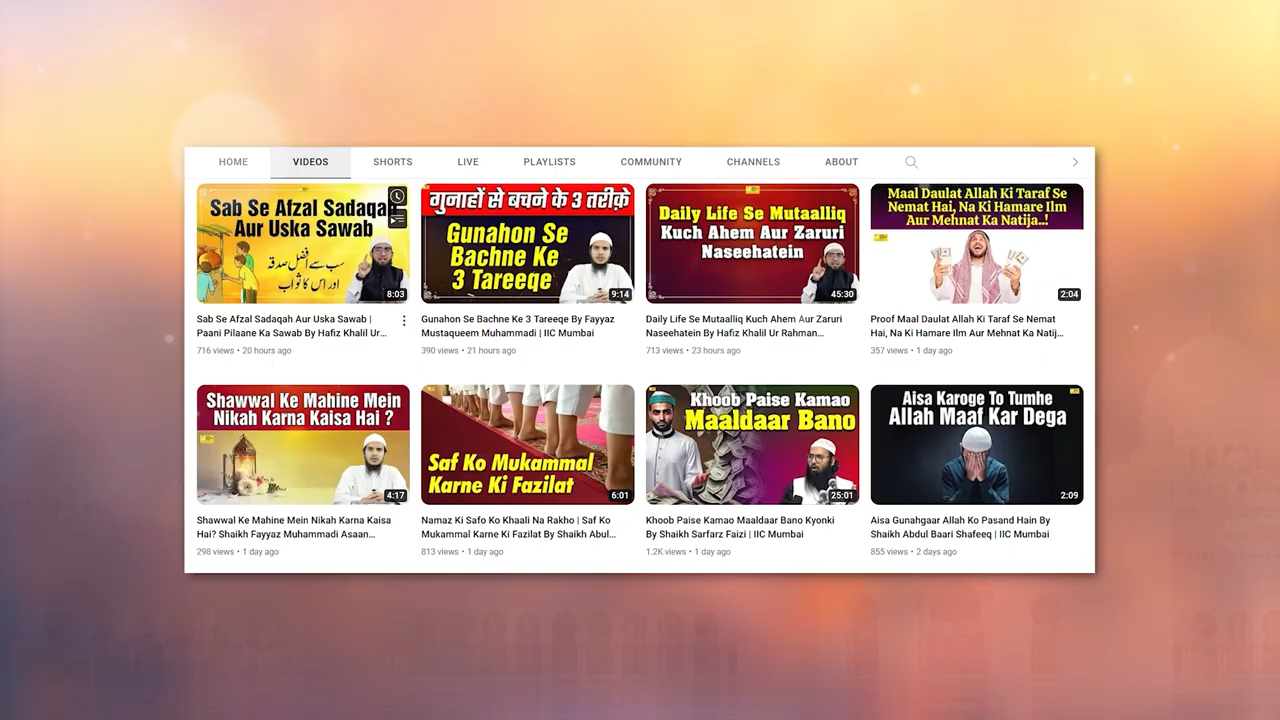 HOME
VIDEOS
SHORTS
LIVE
PLAYLISTS
COMMUNITY
CHANNELS
ABOUT
Sab Se Afzal Sadaqah
Aur Uska Sawab
سب سے افضل صدقہ
اور اس کا ثواب
8:03
Sab Se Afzal Sadaqah Aur Uska Sawab |
Paani Pilaane Ka Sawab By Hafiz Khalil Ur...
716 views • 20 hours ago
गुनाहों से बचने के 3 तरीक़े
Gunahon Se
Bachne Ke
3 Tareeqe
9:14
Gunahon Se Bachne Ke 3 Tareeqe By Fayyaz
Mustaqueem Muhammadi | IIC Mumbai
390 views • 21 hours ago
Daily Life Se Mutaalliq
Kuch Ahem Aur Zaruri
Naseehatein
45:30
Daily Life Se Mutaalliq Kuch Ahem Aur Zaruri
Naseehatein By Hafiz Khalil Ur Rahman...
713 views • 23 hours ago
Maal Daulat Allah Ki Taraf Se
Nemat Hai, Na Ki Hamare Ilm
Aur Mehnat Ka Natija..!
2:04
Proof Maal Daulat Allah Ki Taraf Se Nemat
Hai, Na Ki Hamare Ilm Aur Mehnat Ka Natij...
357 views • 1 day ago
Shawwal Ke Mahine Mein
Nikah Karna Kaisa Hai ?
4:17
Shawwal Ke Mahine Mein Nikah Karna Kaisa
Hai? Shaikh Fayyaz Muhammadi Asaan...
298 views • 1 day ago
Saf Ko Mukammal
Karne Ki Fazilat
6:01
Namaz Ki Safo Ko Khaali Na Rakho | Saf Ko
Mukammal Karne Ki Fazilat By Shaikh Abul...
813 views • 1 day ago
Khoob Paise Kamao
Maaldaar Bano
25:01
Khoob Paise Kamao Maaldaar Bano Kyonki
By Shaikh Sarfarz Faizi | IIC Mumbai
1.2K views • 1 day ago
Aisa Karoge To Tumhe
Allah Maaf Kar Dega
2:09
Aisa Gunahgaar Allah Ko Pasand Hain By
Shaikh Abdul Baari Shafeeq | IIC Mumbai
855 views • 2 days ago